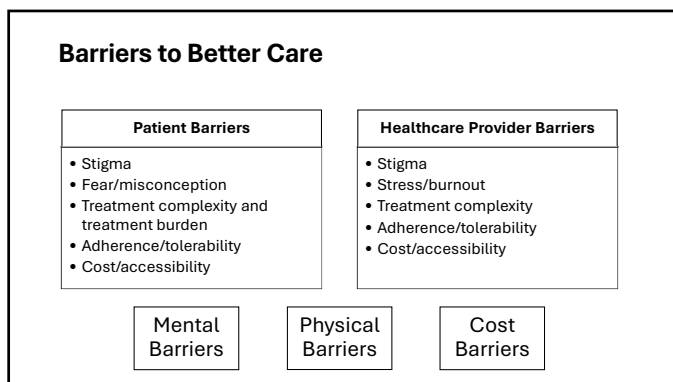 Barriers to Better Care
Patient Barriers
• Stigma
• Fear/misconception
• Treatment complexity and
treatment burden
• Adherence/tolerability
• Cost/accessibility
Healthcare Provider Barriers
• Stigma
• Stress/burnout
• Treatment complexity
• Adherence/tolerability
• Cost/accessibility
Mental
Barriers
Physical
Barriers
Cost
Barriers